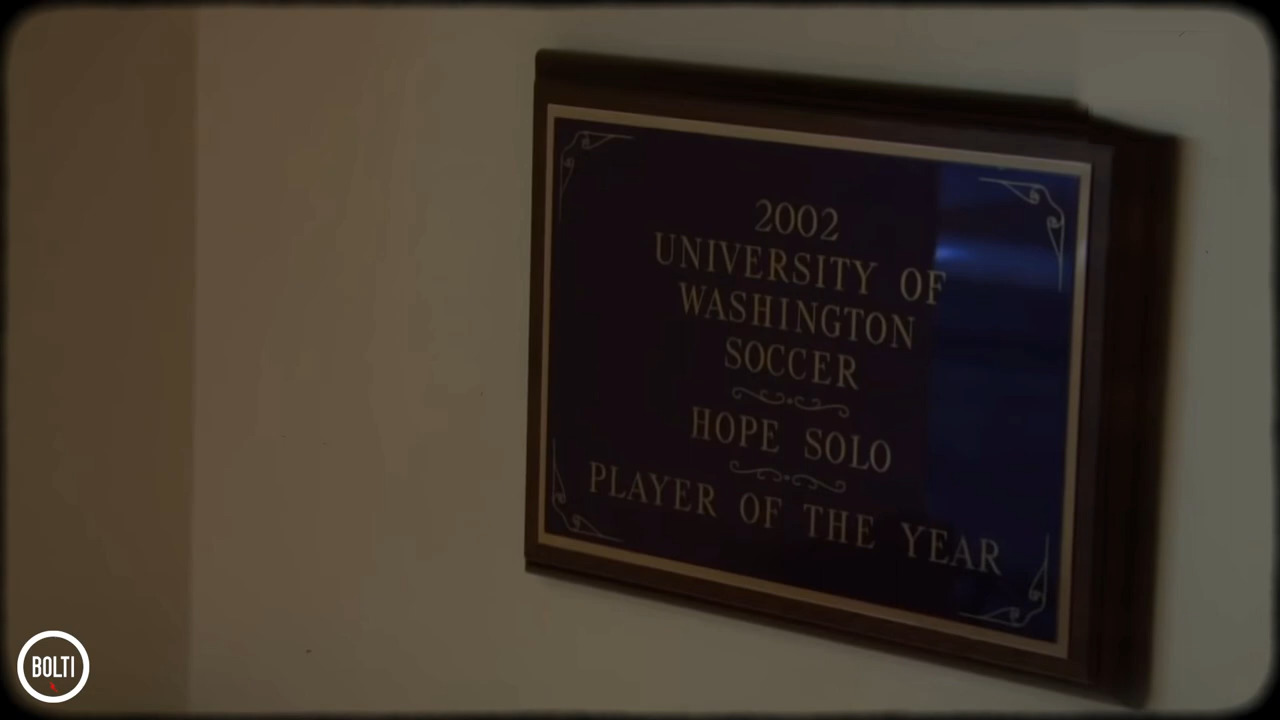 2002
UNIVERSITY OF
WASHINGTON
SOCCER
HOPE SOLO
PLAYER OF THE YEAR
BOLTI